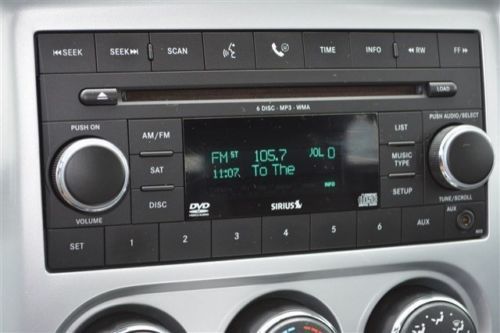 SEEK SEEK SCAN TIME INFO RW FF
LOAD
6 DISC - MP3 - WMA
PUSH ON
PUSH AUDIO/SELECT
AM/FM
LIST
FM ST 105.7 VOL 0
11:07. To The
INFO
SAT
MUSIC
TYPE
DISC
SETUP
DVD
SIRIUS
disc
VOLUME
TUNE/SCROLL
AUX
SET 1 2 3 4 5 6 AUX